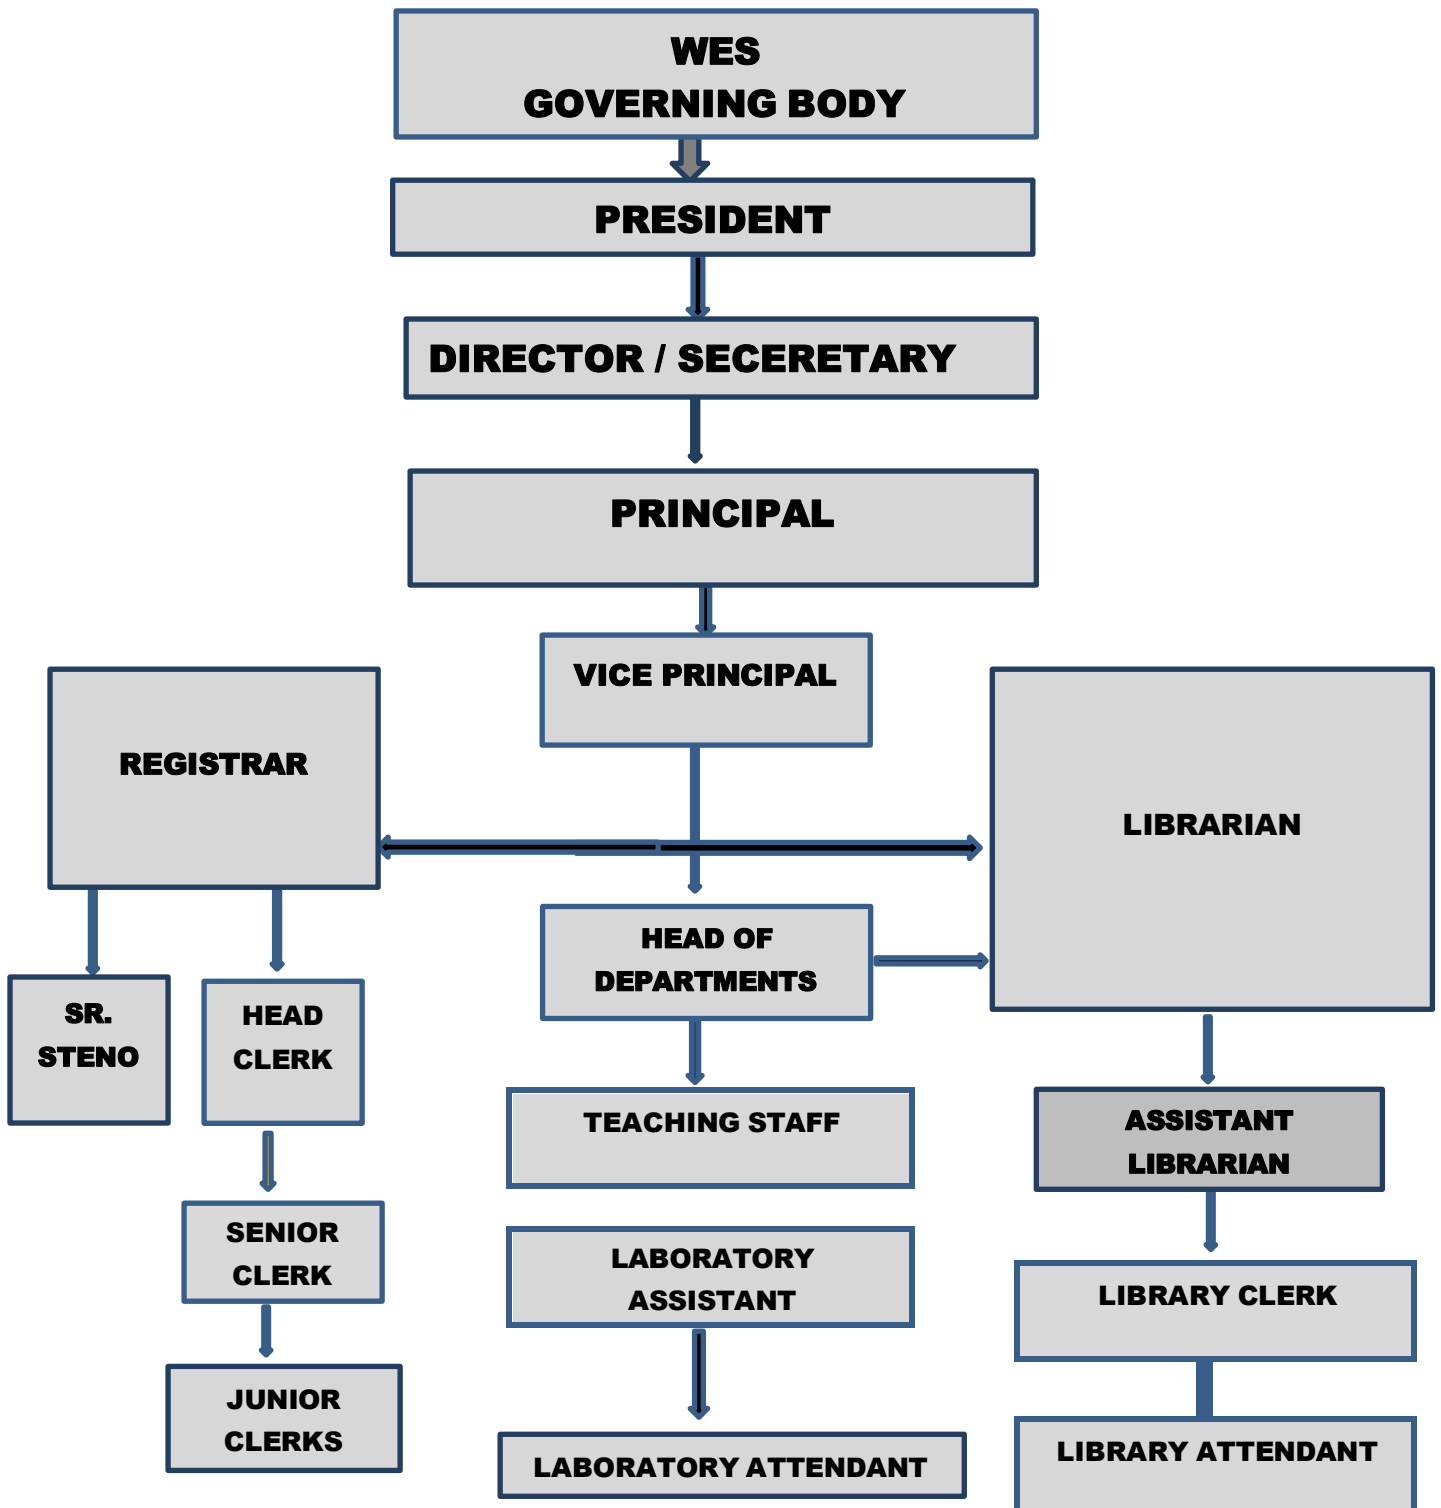 WES
GOVERNING BODY
PRESIDENT
DIRECTOR / SECERETARY
PRINCIPAL
VICE PRINCIPAL
REGISTRAR
LIBRARIAN
HEAD OF
DEPARTMENTS
SR.
STENO
HEAD
CLERK
TEACHING STAFF
ASSISTANT
LIBRARIAN
SENIOR
CLERK
LABORATORY
ASSISTANT
LIBRARY CLERK
JUNIOR
CLERKS
LABORATORY ATTENDANT
LIBRARY ATTENDANT